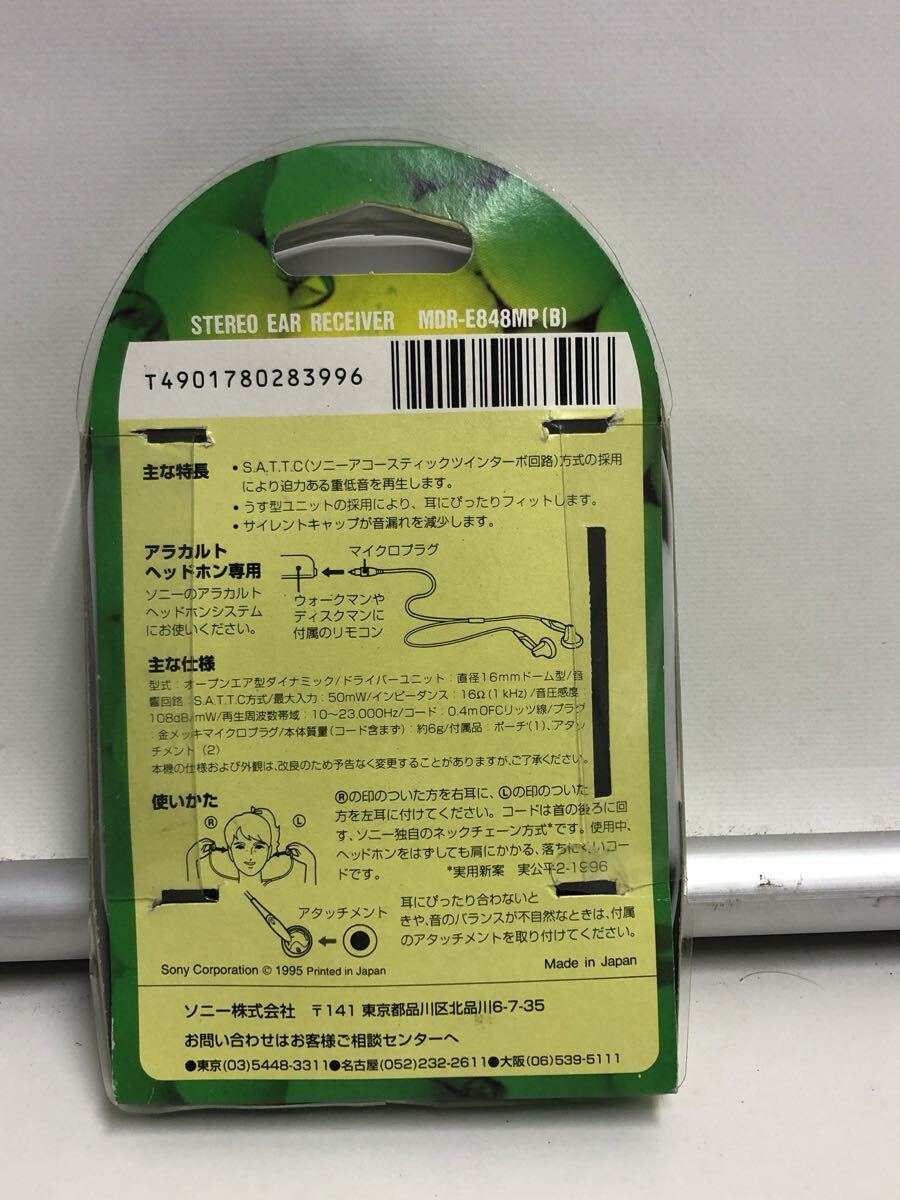 STEREO EAR RECEIVER MDR-E848MP(B)
T4901780283996
主な特長
・S.A.T.T.C(ソニーアコースティックツインターボ回路)方式の採用
により迫力ある重低音を再生します。
・うす型ユニットの採用により、耳にぴったりフィットします。
・サイレントキャップが音漏れを減少します。
アラカルト
ヘッドホン専用
ソニーのアラカルト
ヘッドホンシステム
にお使いください。
マイクロプラグ
ウォークマンや
ディスクマンに
付属のリモコン
主な仕様
型式：オープンエア型ダイナミック/ドライバーユニット：直径16mmドーム型/音
響回路：S.A.T.T.C方式/最大入力：50mW/インピーダンス：16Ω(1kHz)/音圧感度：
108dB/mW/再生周波数帯域：10～23,000Hz/コード：0.4m OFCリッツ線/プラグ
：金メッキマイクロプラグ/本体質量(コード含まず)：約6g/付属品：ポーチ(1)、アタッ
チメント(2)
本機の仕様および外観は、改良のため予告なく変更することがありますが、ご了承ください。
使いかた
Ⓡ Ⓛ
Ⓡの印のついた方を右耳に、Ⓛの印のついた
方を左耳に付けてください。コードは首の後ろに回
す、ソニー独自のネックチェーン方式*です。使用中、
ヘッドホンをはずしても肩にかかる、落ちにくいコー
ドです。 *実用新案 実公平2-1996
アタッチメント
耳にぴったり合わないと
きや、音のバランスが不自然なときは、付属
のアタッチメントを取り付けてください。
Sony Corporation © 1995 Printed in Japan
Made in Japan
ソニー株式会社 〒141 東京都品川区北品川6-7-35
お問い合わせはお客様ご相談センターへ
●東京(03)5448-3311●名古屋(052)232-2611●大阪(06)539-5111